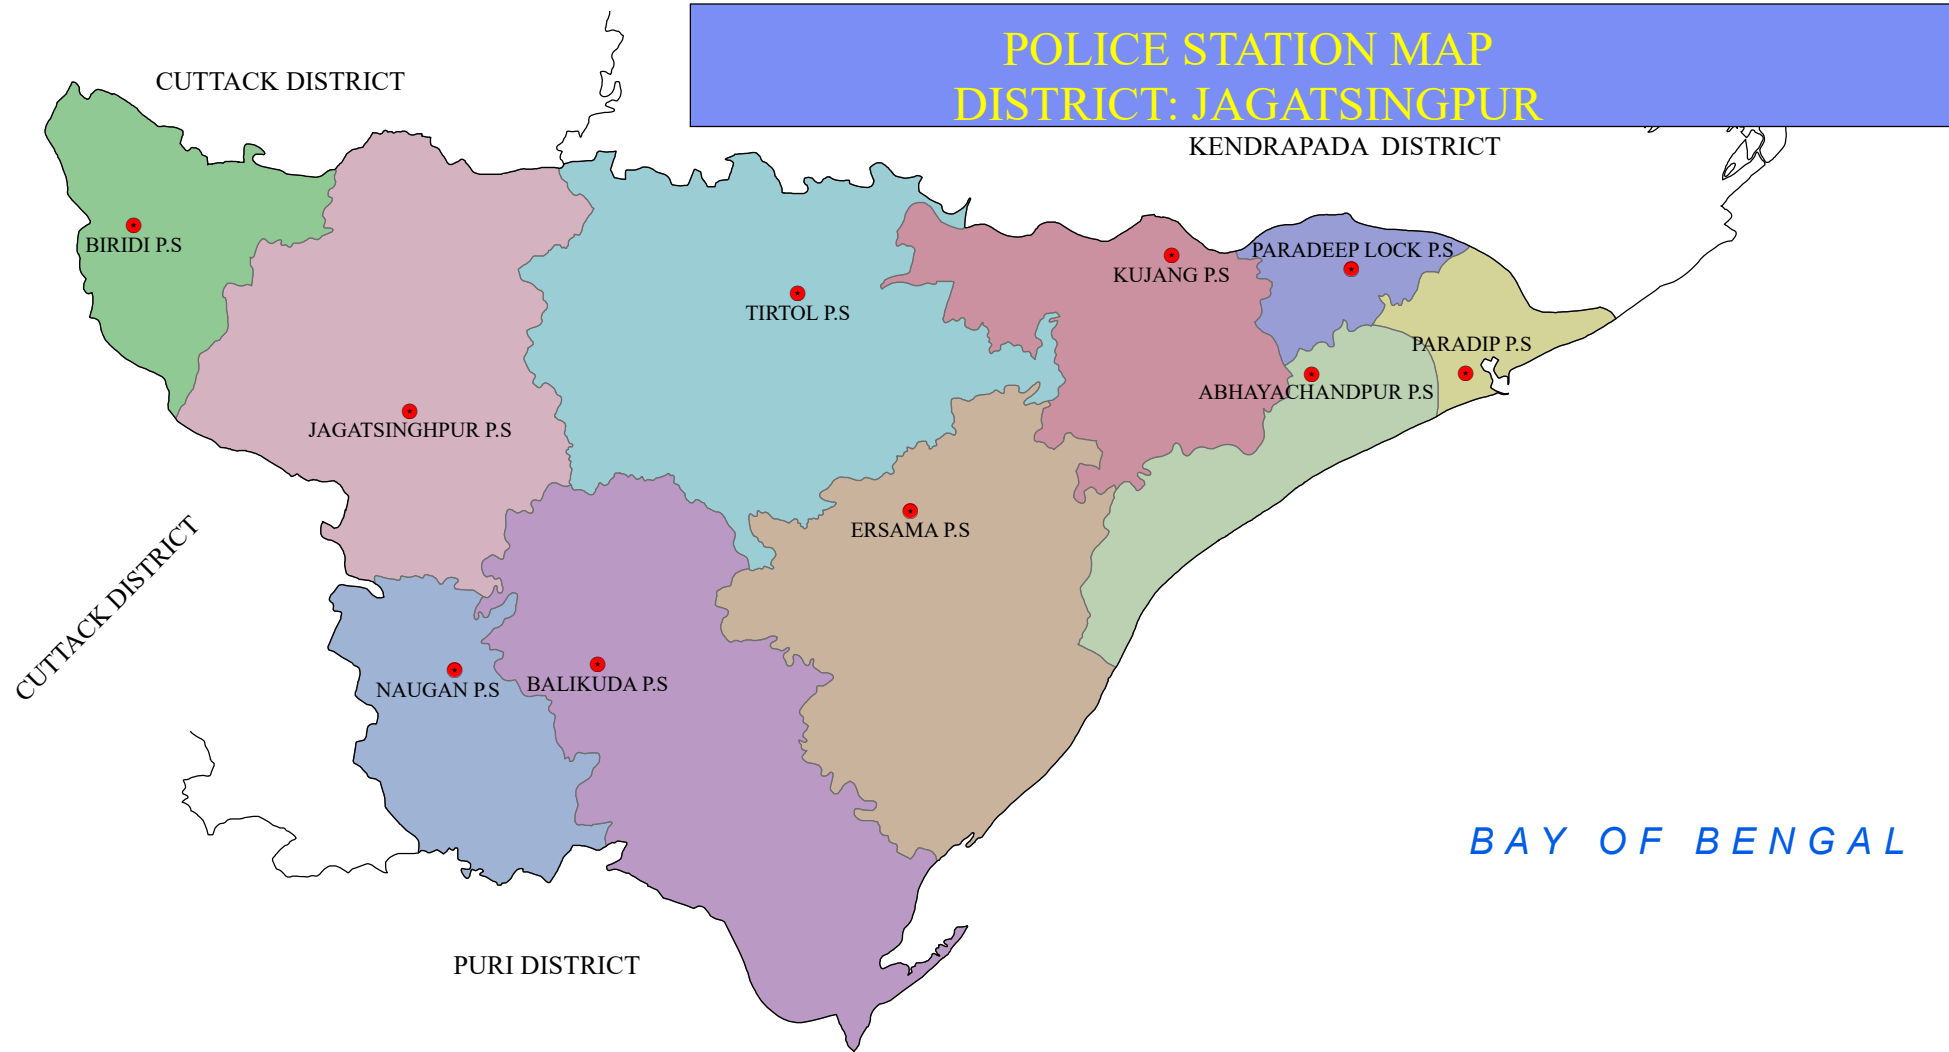 POLICE STATION MAP
DISTRICT: JAGATSINGPUR
CUTTACK DISTRICT
KENDRAPADA DISTRICT
BIRIDI P.S
PARADEEP LOCK P.S
KUJANG P.S
TIRTOL P.S
PARADIP P.S
ABHAYACHANDPUR P.S
JAGATSINGHPUR P.S
ERSAMA P.S
CUTTACK DISTRICT
NAUGAN P.S
BALIKUDA P.S
BAY OF BENGAL
PURI DISTRICT